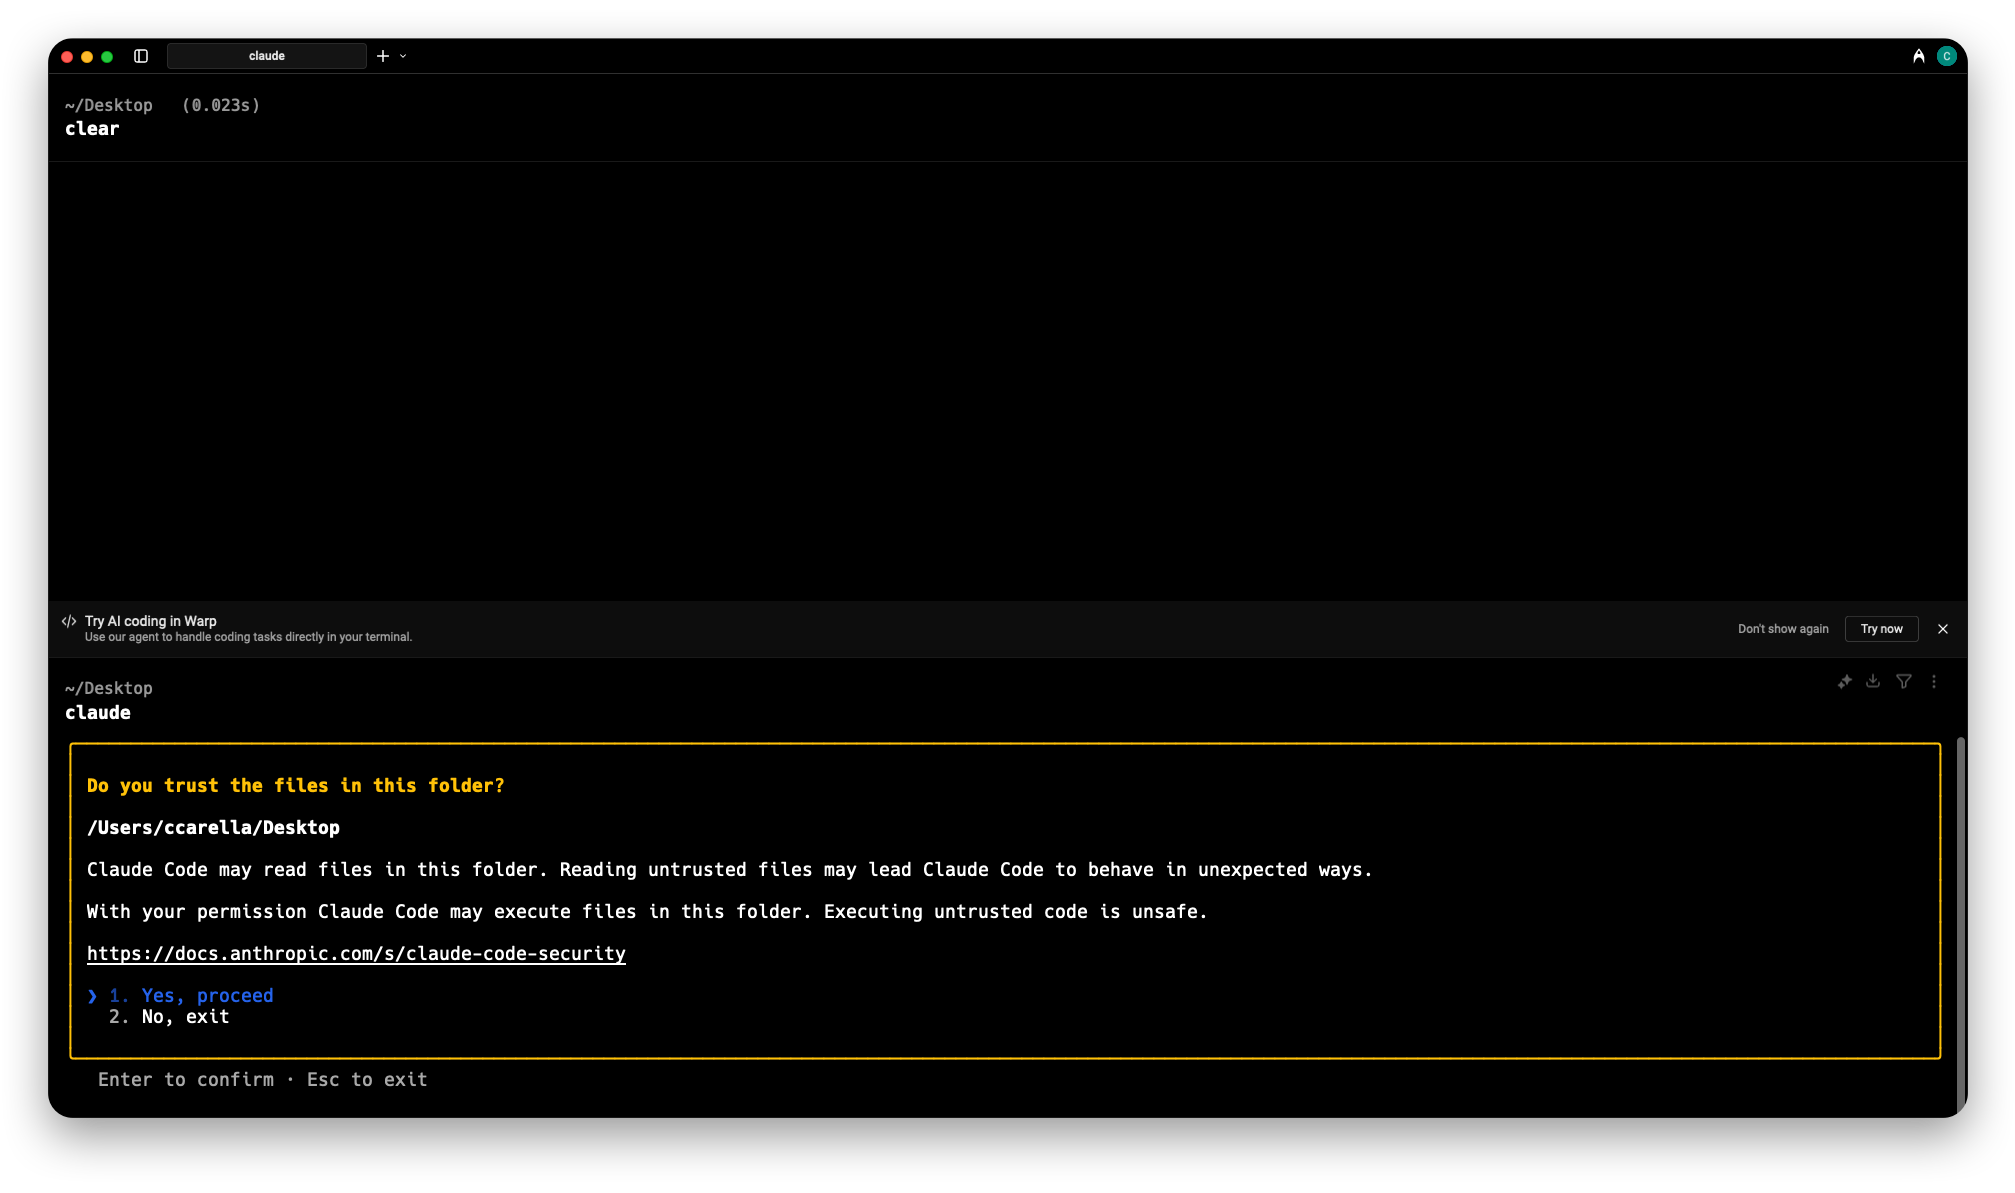 claude
C
~/Desktop (0.023s)
clear
Try AI coding in Warp
Use our agent to handle coding tasks directly in your terminal.
Don't show again
Try now
~/Desktop
claude
Do you trust the files in this folder?
/Users/ccarella/Desktop
Claude Code may read files in this folder. Reading untrusted files may lead Claude Code to behave in unexpected ways.
With your permission Claude Code may execute files in this folder. Executing untrusted code is unsafe.
https://docs.anthropic.com/s/claude-code-security
❯ 1. Yes, proceed
2. No, exit
Enter to confirm · Esc to exit